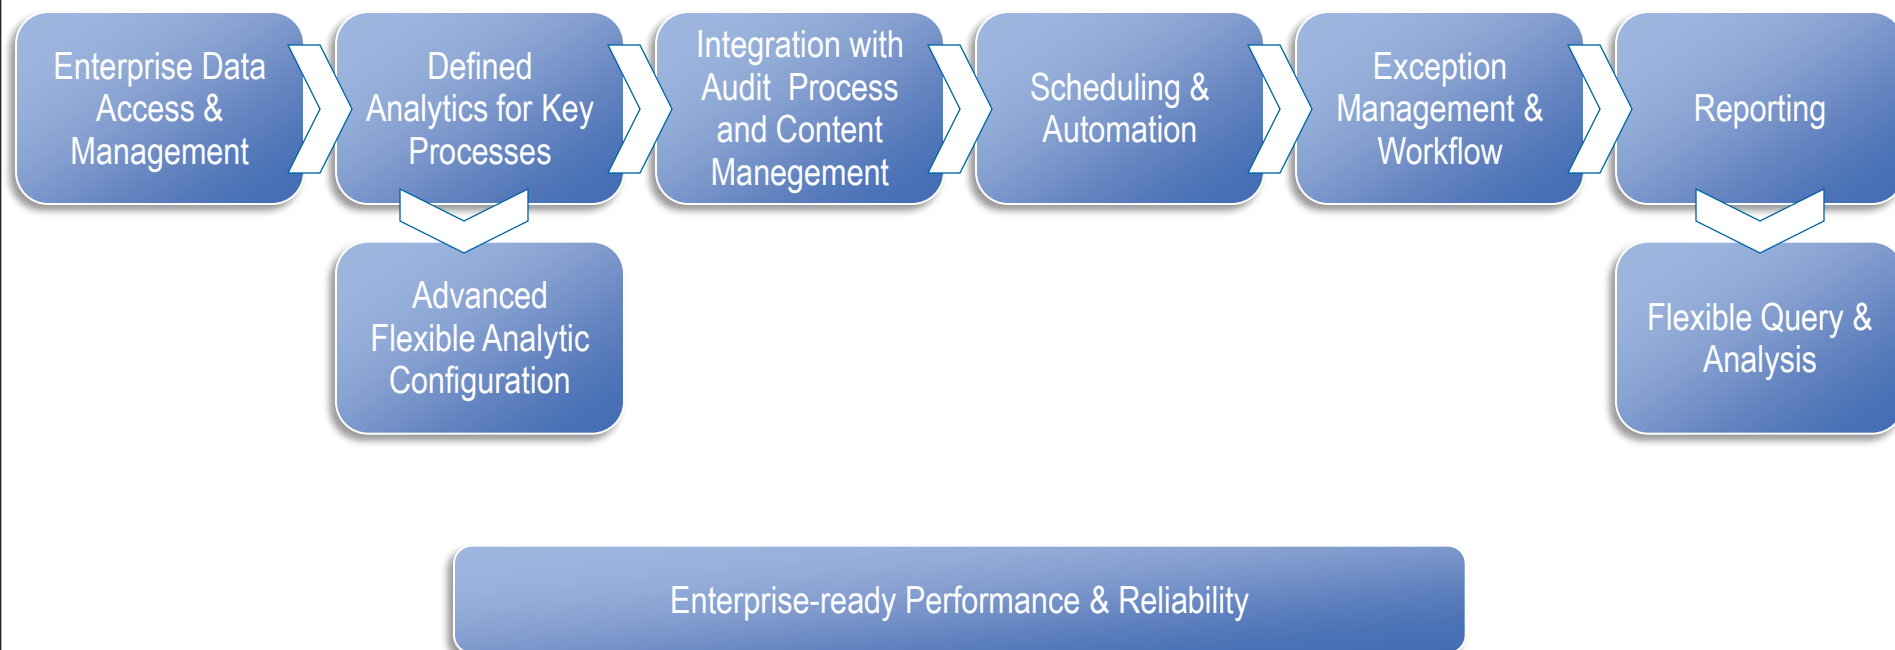 Enterprise Data
Access &
Management
Defined
Analytics for Key
Processes
Integration with
Audit  Process
and Content
Manegement
Scheduling &
Automation
Exception
Management &
Workflow
Reporting
Advanced
Flexible Analytic
Configuration
Flexible Query &
Analysis
Enterprise-ready Performance & Reliability